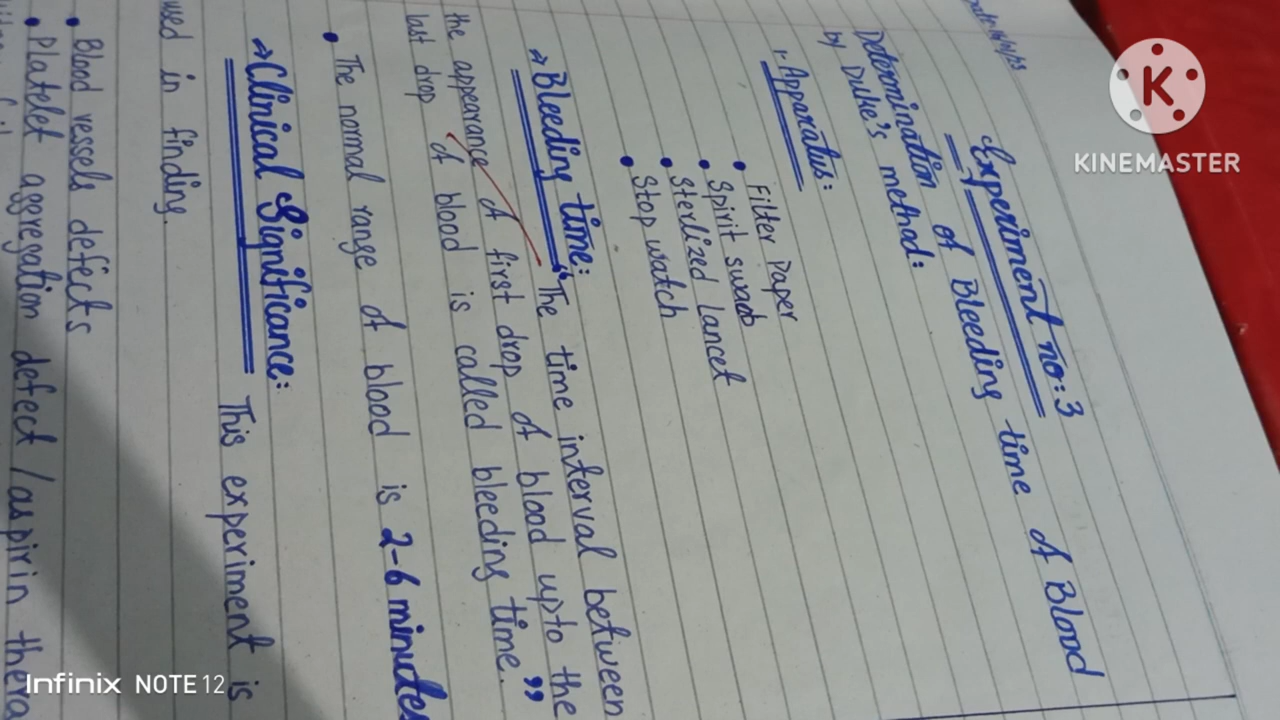 Experiment no:3
Determination of Bleeding time of Blood
by Duke's method:
1. Apparatus:
• Filter Paper
• Spirit swab
• Sterlized Lancet
• Stop watch
→ Bleeding time: "The time interval between
the appearance of first drop of blood upto the
last drop of blood is called bleeding time."
• The normal range of blood is 2-6 minutes
→ Clinical Significance: This experiment is
used in finding.
• Blood vessels defects
• Platelet aggregation defect / aspirin thera
K
KINEMASTER
Infinix NOTE 12